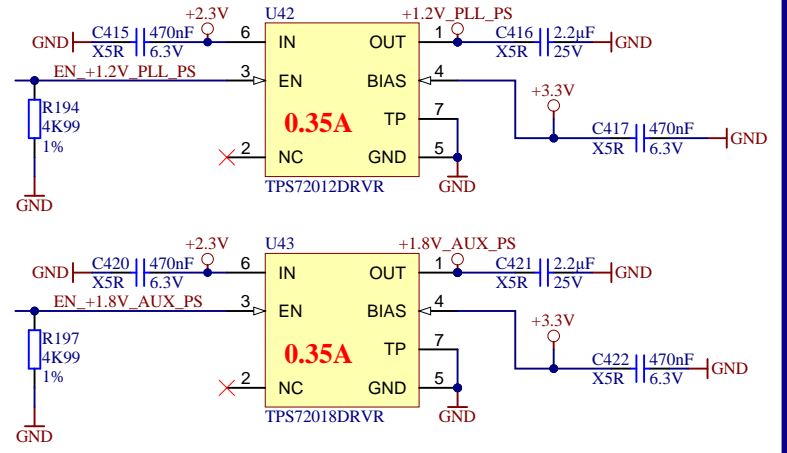 +2.3V U42 +1.2V_PLL_PS
GND C415 470nF 6 IN OUT 1 C416 2.2µF GND
X5R 6.3V X5R 25V
EN_+1.2V_PLL_PS 3 EN BIAS 4
+3.3V
R194
4K99
1%
0.35A TP 7
C417 470nF GND
X5R 6.3V
2 NC GND 5
GND
TPS72012DRVR GND
+2.3V U43 +1.8V_AUX_PS
GND C420 470nF 6 IN OUT 1 C421 2.2µF GND
X5R 6.3V X5R 25V
EN_+1.8V_AUX_PS 3 EN BIAS 4
+3.3V
R197
4K99
1%
0.35A TP 7
C422 470nF GND
X5R 6.3V
2 NC GND 5
TPS72018DRVR GND
GND